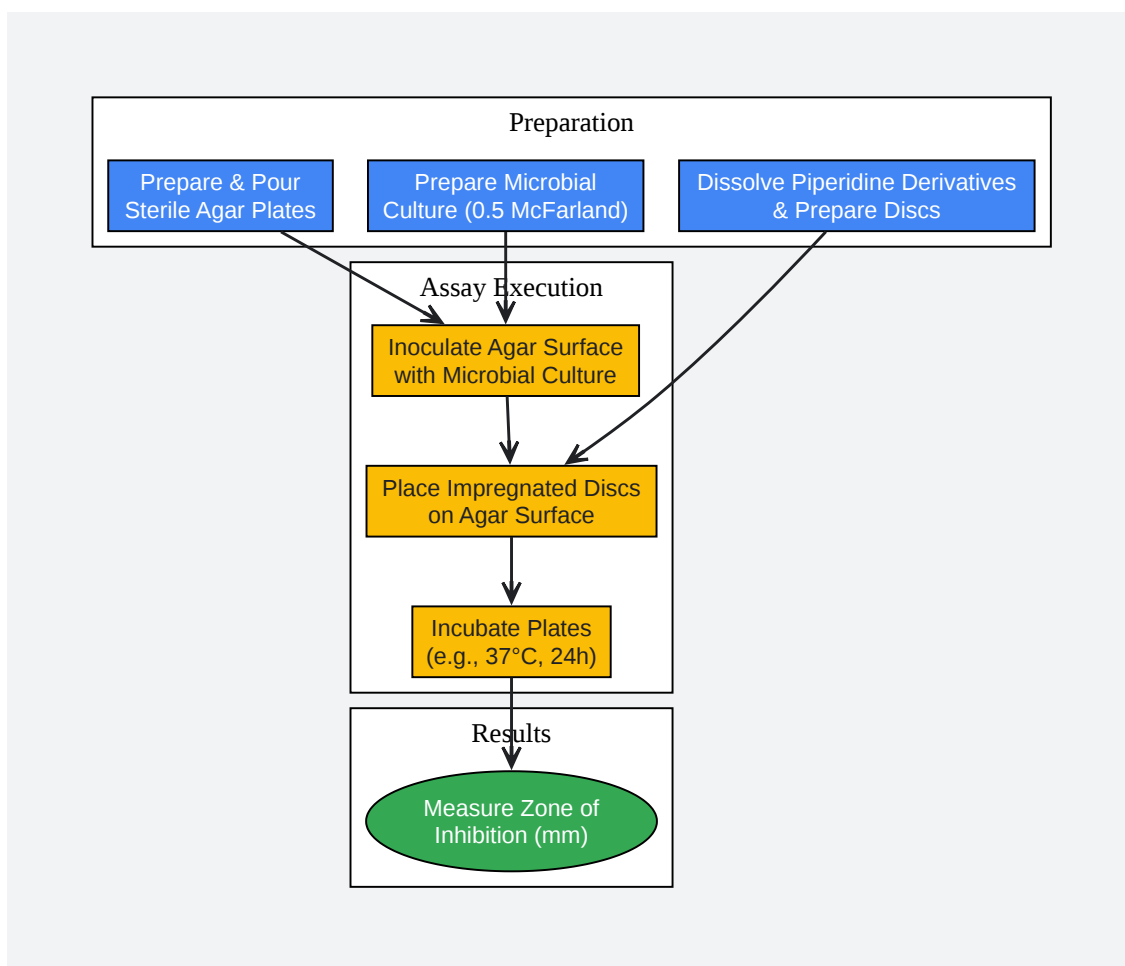 Preparation
Prepare & Pour
Sterile Agar Plates
Prepare Microbial
Culture (0.5 McFarland)
Dissolve Piperidine Derivatives
& Prepare Discs
Assay Execution
Inoculate Agar Surface
with Microbial Culture
Place Impregnated Discs
on Agar Surface
Incubate Plates
(e.g., 37°C, 24h)
Results
Measure Zone of
Inhibition (mm)